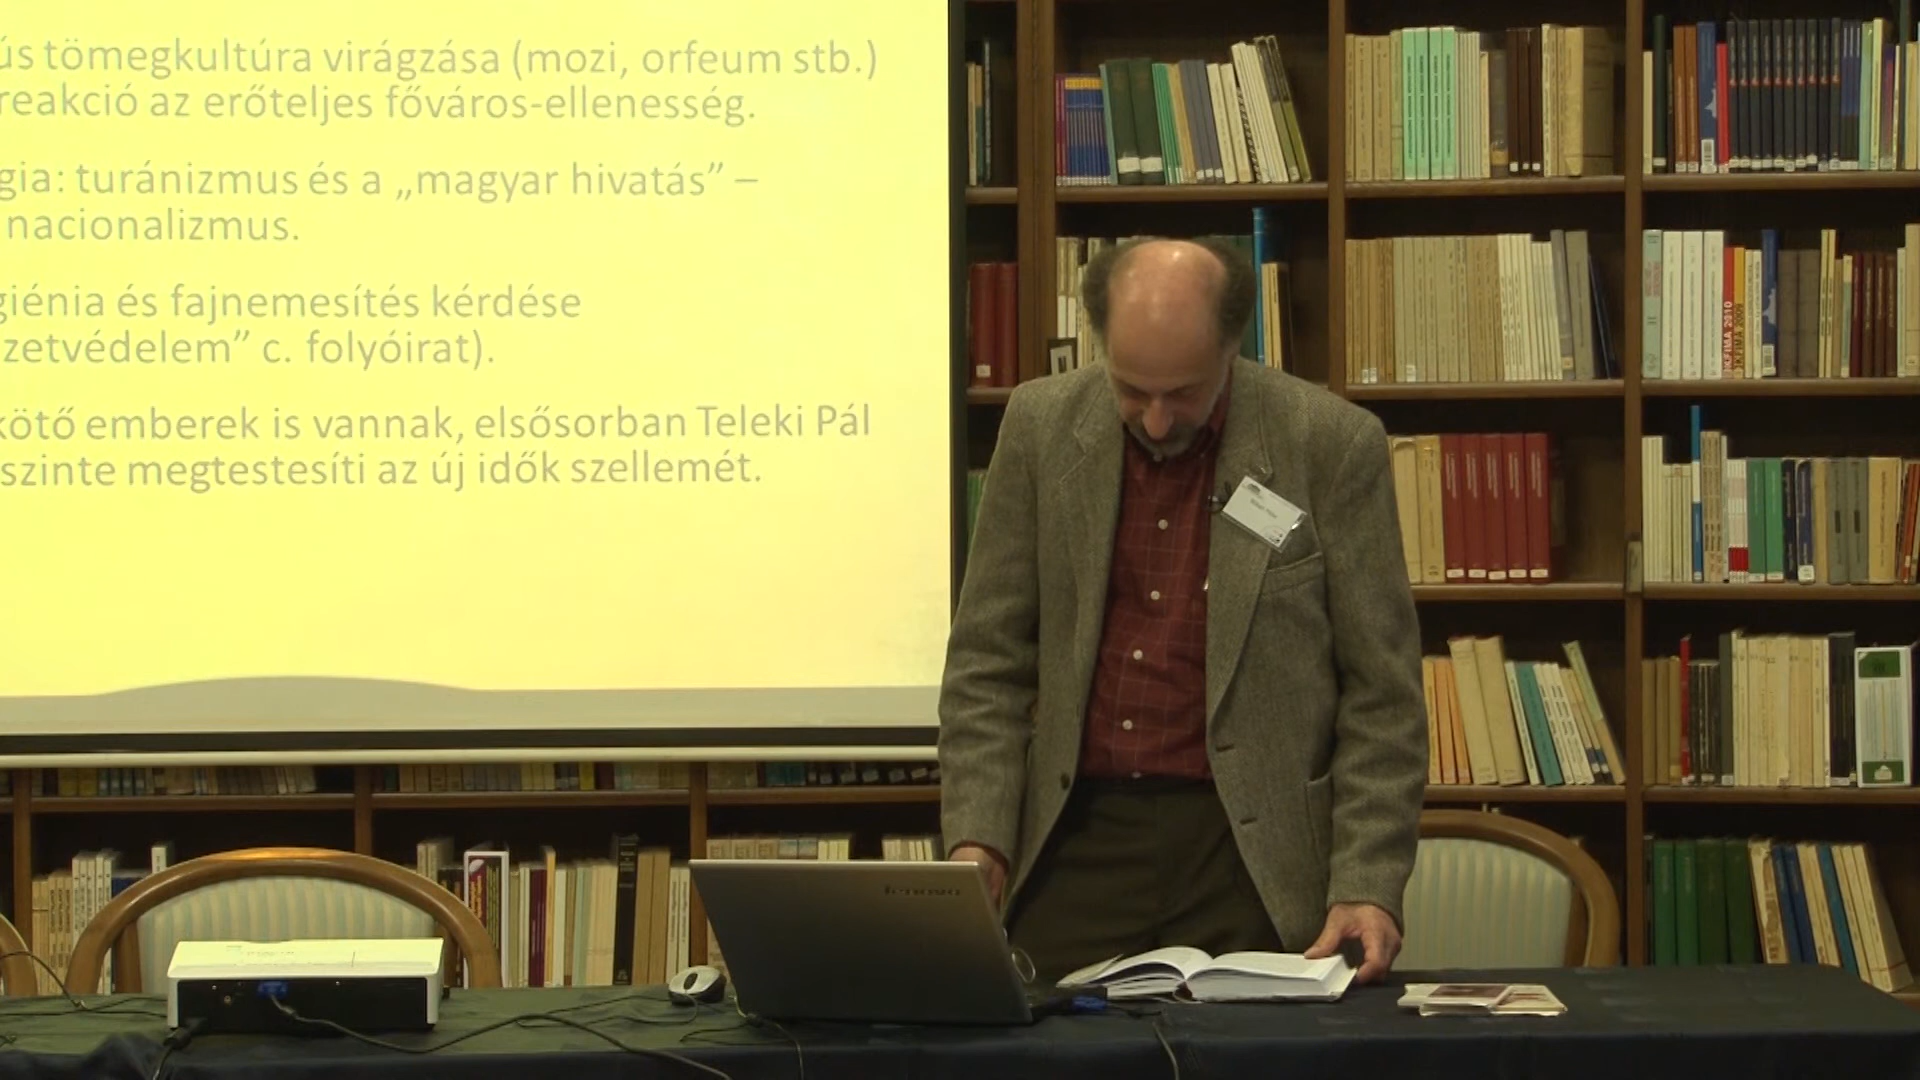 ús tömegkultúra virágzása (mozi, orfeum stb.)
reakció az erőteljes főváros-ellenesség.
gia: turánizmus és a „magyar hivatás” –
nacionalizmus.
giénia és fajnemesítés kérdése
zetvédelem” c. folyóirat).
kötő emberek is vannak, elsősorban Teleki Pál
szinte megtestesíti az új idők szellemét.
lenovo